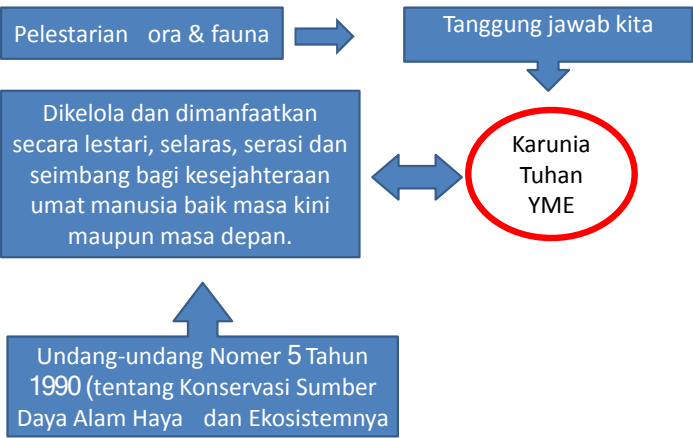 Pelestarian ora & fauna
Tanggung jawab kita
Dikelola dan dimanfaatkan
secara lestari, selaras, serasi dan
seimbang bagi kesejahteraan
umat manusia baik masa kini
maupun masa depan.
Karunia
Tuhan
YME
Undang-undang Nomer 5 Tahun
1990 (tentang Konservasi Sumber
Daya Alam Haya dan Ekosistemnya